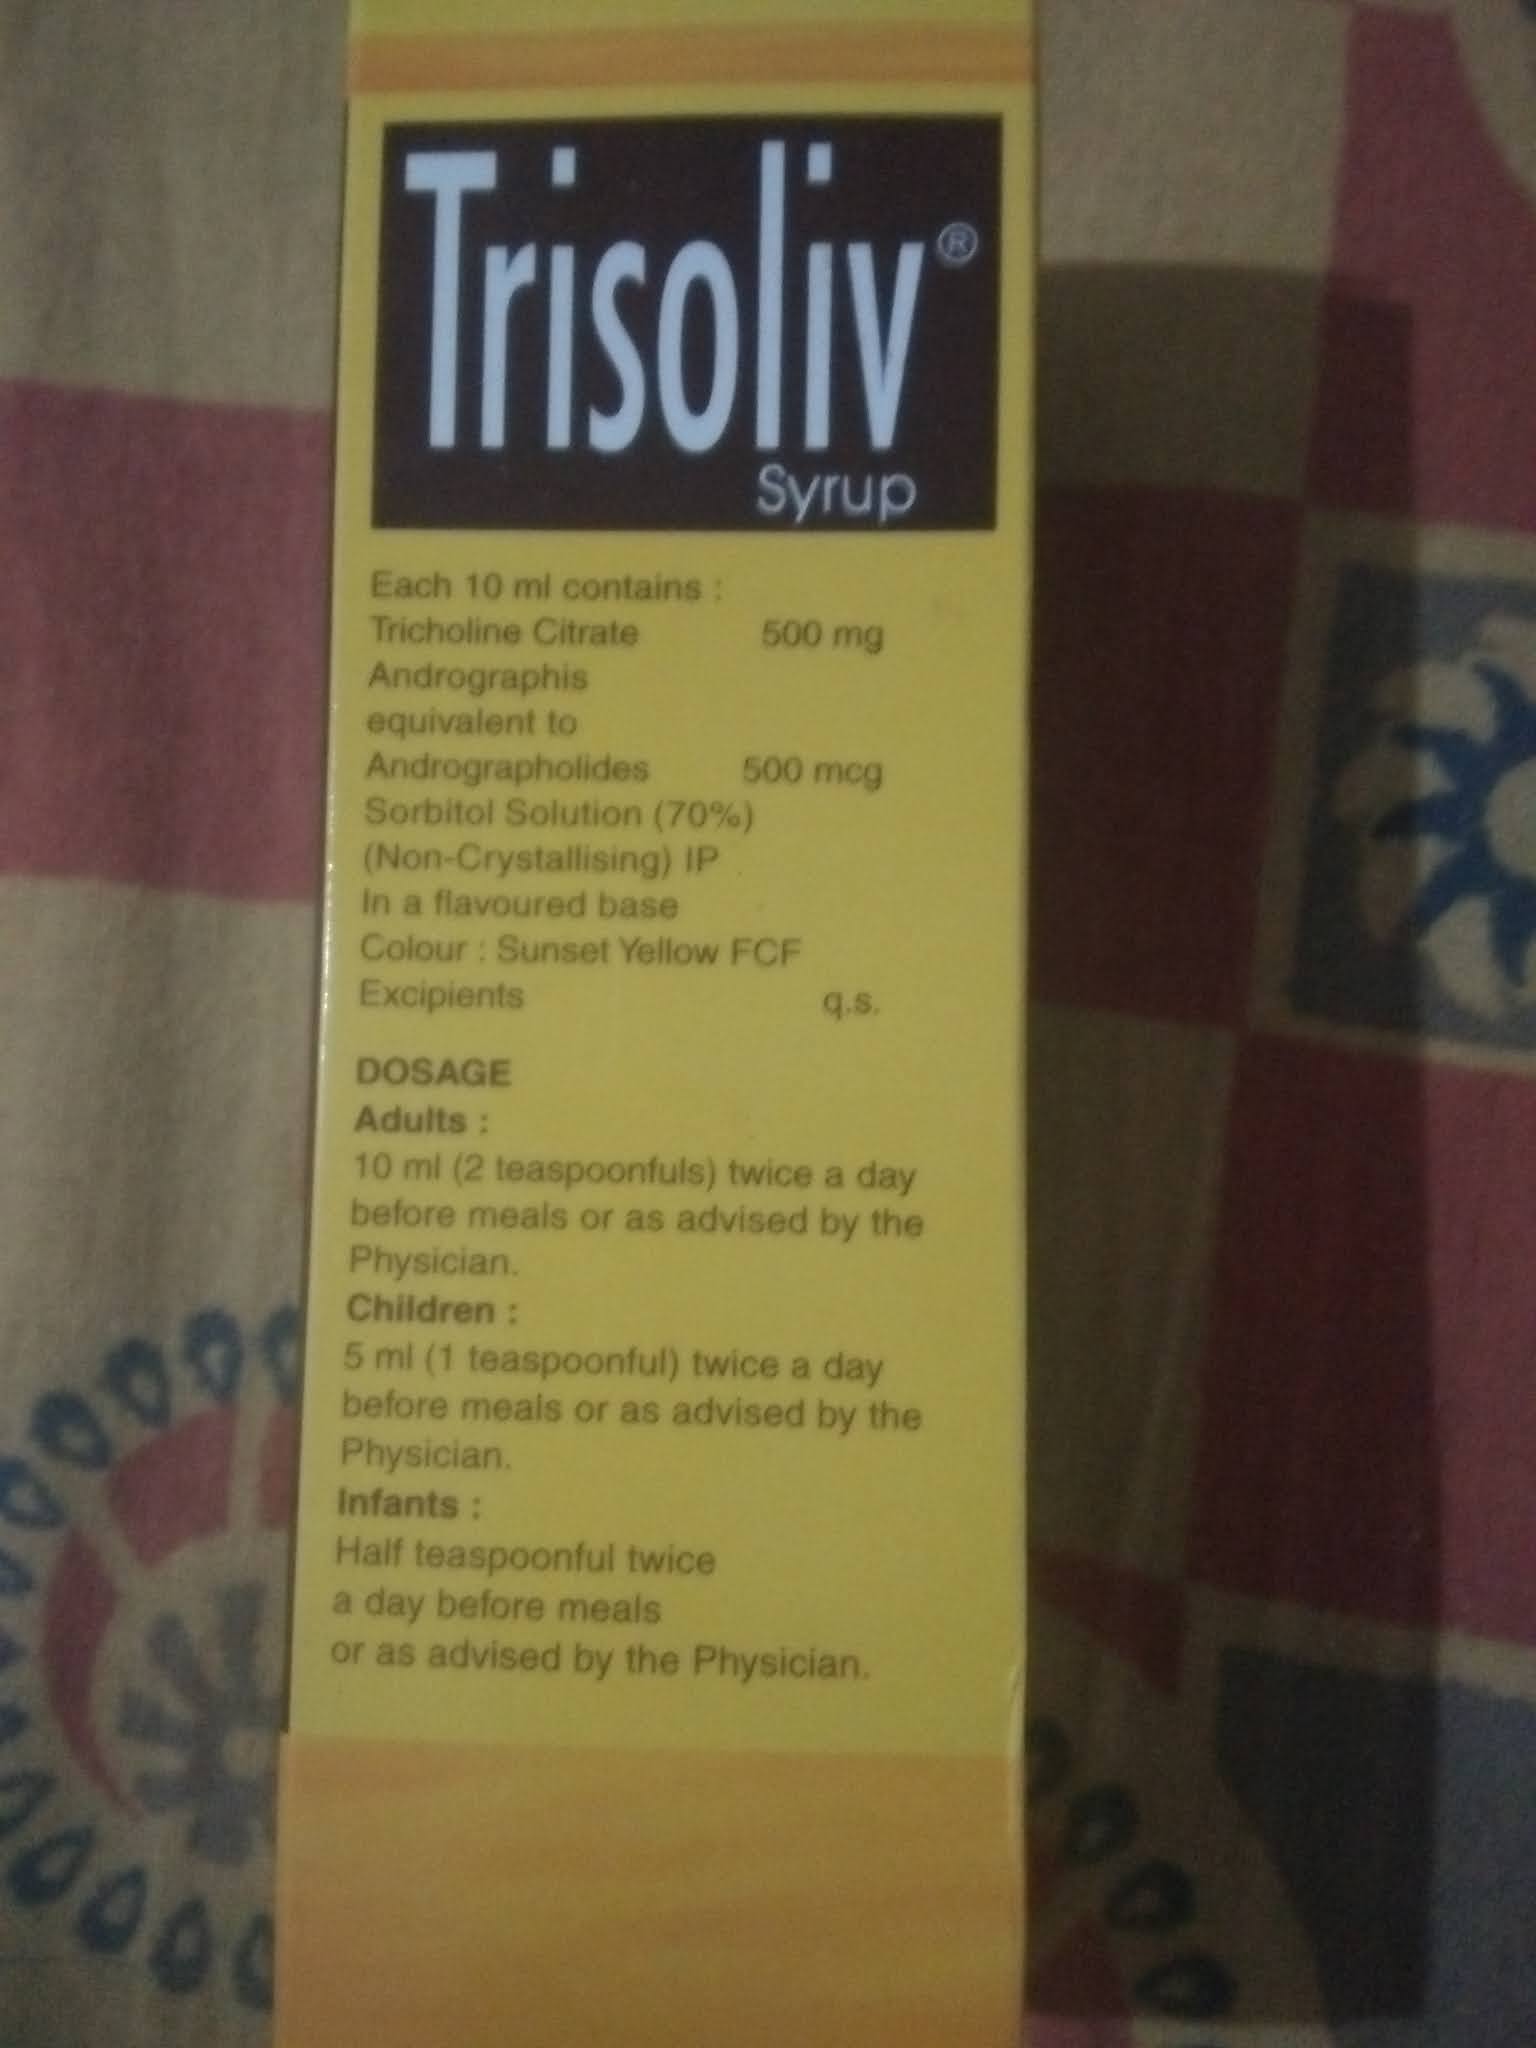 Trisoliv®
Syrup
Each 10 ml contains :
Tricholine Citrate 500 mg
Andrographis
equivalent to
Andrographolides 500 mcg
Sorbitol Solution (70%)
(Non-Crystallising) IP
In a flavoured base
Colour : Sunset Yellow FCF
Excipients q.s.
DOSAGE
Adults :
10 ml (2 teaspoonfuls) twice a day
before meals or as advised by the
Physician.
Children :
5 ml (1 teaspoonful) twice a day
before meals or as advised by the
Physician.
Infants :
Half teaspoonful twice
a day before meals
or as advised by the Physician.